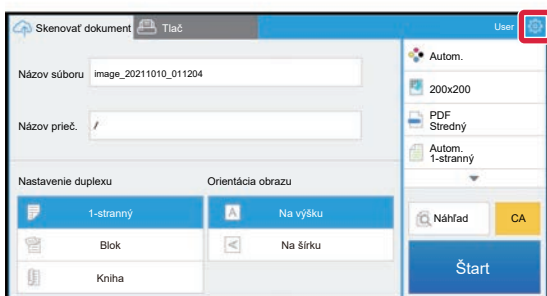 Skenovať dokument Tlač User
Názov súboru image_20211010_011204
Názov prieč. /
Nastavenie duplexu Orientácia obrazu
1-stranný Na výšku
Blok Na šírku
Kniha
Autom.
200x200
PDF
Stredný
Autom.
1-stranný
Náhľad CA
Štart